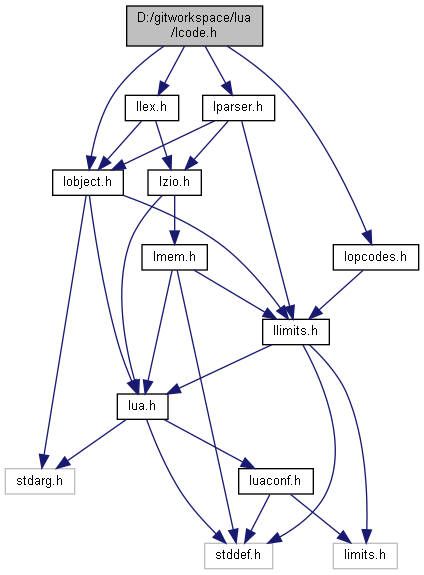 D:/gitworkspace/lua
/lcode.h
llex.h
lparser.h
lobject.h
lzio.h
lmem.h
lopcodes.h
llimits.h
lua.h
stdarg.h
luaconf.h
stddef.h
limits.h